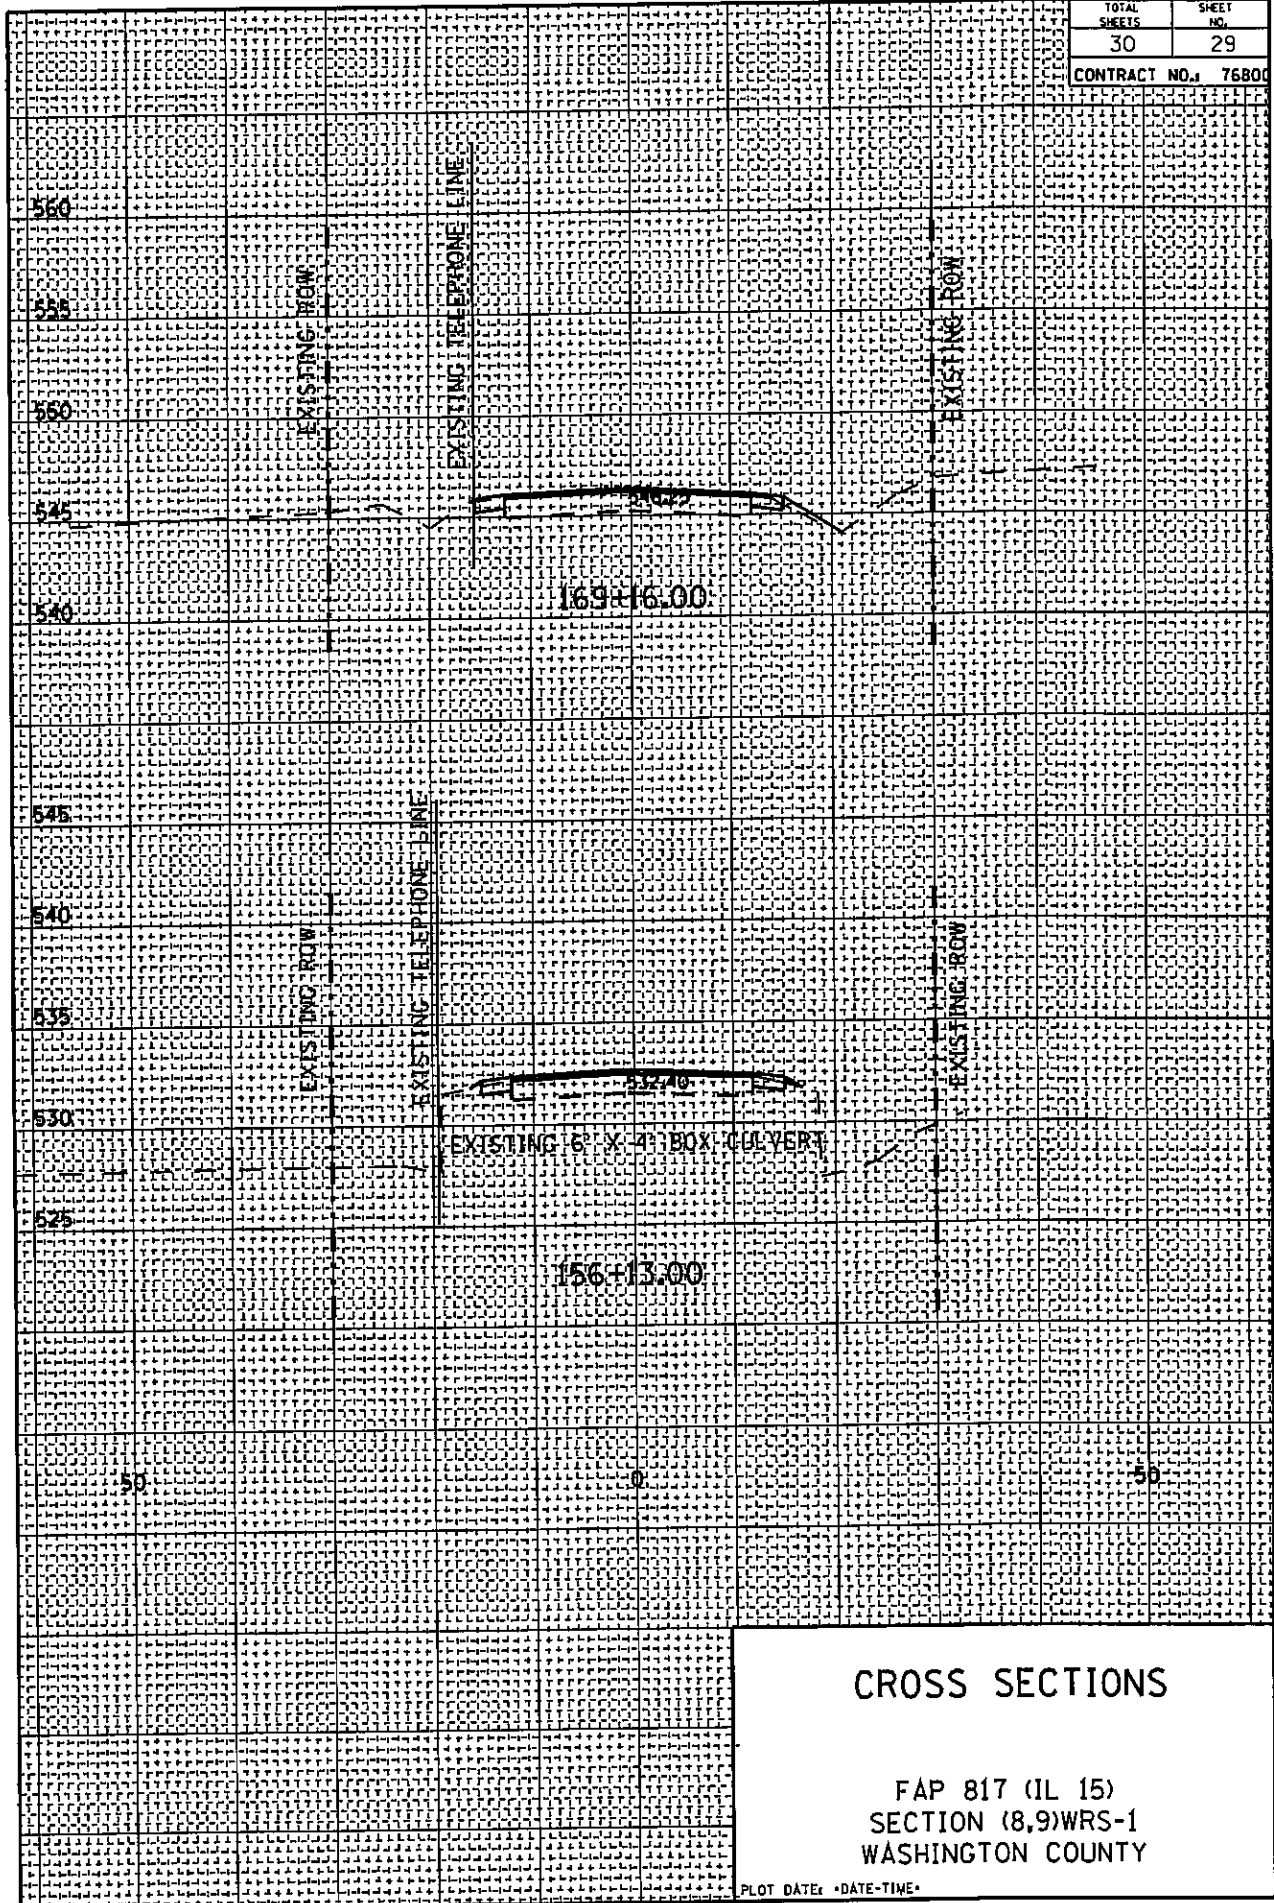 TOTAL SHEETS
SHEET NO.
30
29
CONTRACT NO.: 76800
560
555
550
545
540
EXISTING ROW
EXISTING TELEPHONE LINE
EXISTING ROW
546.25
169+16.00
545
540
535
530
525
EXISTING ROW
EXISTING TELEPHONE LINE
EXISTING ROW
532.40
EXISTING 6' X 4' BOX CULVERT
156+13.00
50
0
50
CROSS SECTIONS
FAP 817 (IL 15)
SECTION (8,9)WRS-1
WASHINGTON COUNTY
PLOT DATE: •DATE-TIME•